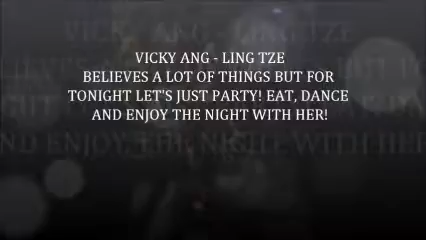 VICKY ANG - LING TZE
BELIEVES A LOT OF THINGS BUT FOR
TONIGHT LET'S JUST PARTY! EAT, DANCE
AND ENJOY THE NIGHT WITH HER!